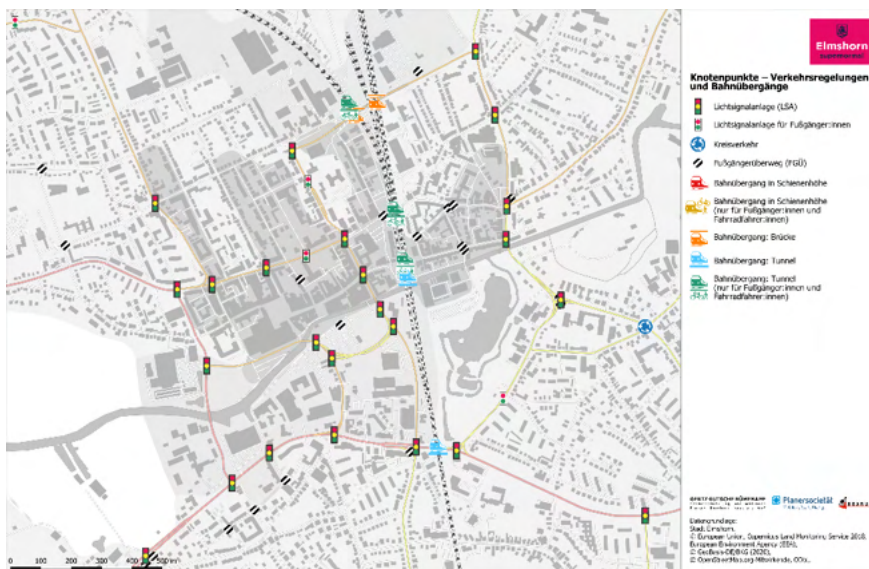 Elmshorn
supernormal
Knotenpunkte – Verkehrsregelungen
und Bahnübergänge
Lichtsignalanlage (LSA)
Lichtsignalanlage für Fußgänger:innen
Kreisverkehr
Fußgängerüberweg (FGÜ)
Bahnübergang in Schienenhöhe
Bahnübergang in Schienenhöhe
(nur für Fußgänger:innen und
Fahrradfahrer:innen)
Bahnübergang: Brücke
Bahnübergang: Tunnel
Bahnübergang: Tunnel
(nur für Fußgänger:innen und
Fahrradfahrer:innen)
Planersocietät
Datengrundlage:
Stadt Elmshorn,
© European Union, Copernicus Land Monitoring Service 2018,
European Environment Agency (EEA),
© GeoBasis-DE/BKG (2020),
© OpenStreetMap.org-Mitwirkende, ODbL.
0 100 200 300 400 500 m